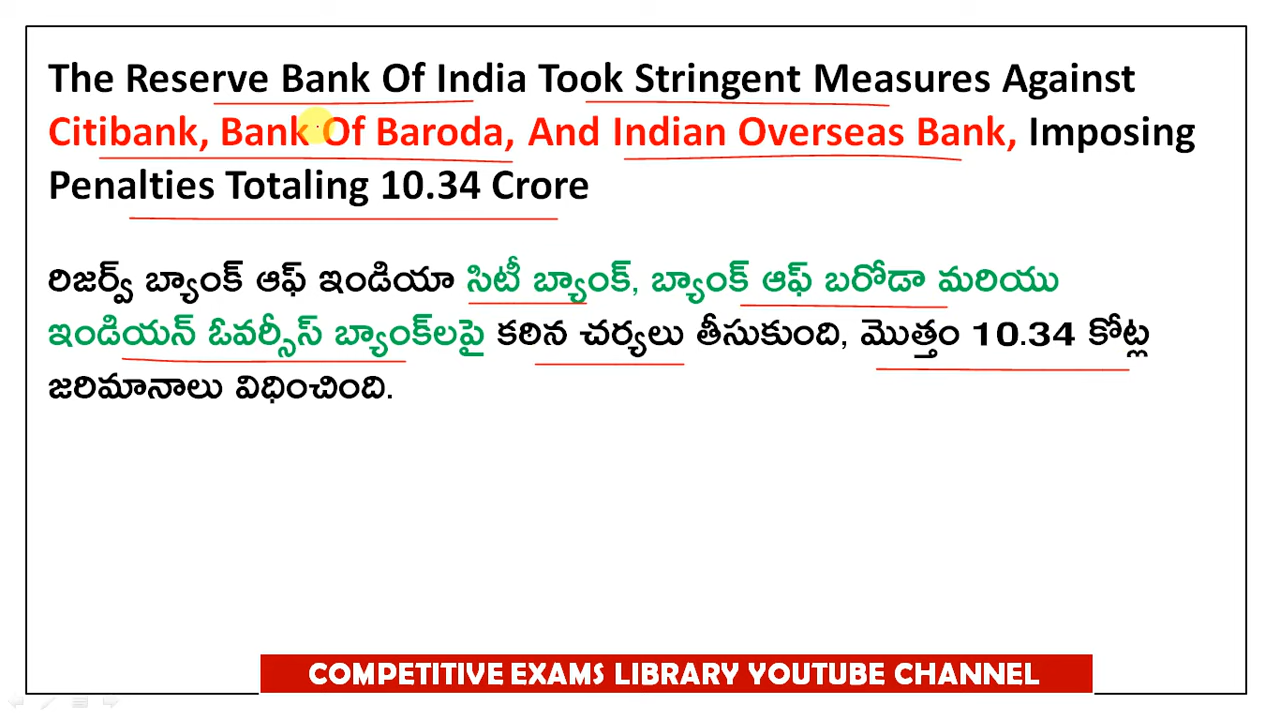 The Reserve Bank Of India Took Stringent Measures Against
Citibank, Bank Of Baroda, And Indian Overseas Bank, Imposing
Penalties Totaling 10.34 Crore
రిజర్వ్ బ్యాంక్ ఆఫ్ ఇండియా సిటీ బ్యాంక్, బ్యాంక్ ఆఫ్ బరోడా మరియు
ఇండియన్ ఓవర్సీస్ బ్యాంక్‌లపై కఠిన చర్యలు తీసుకుంది, మొత్తం 10.34 కోట్ల
జరిమానాలు విధించింది.
COMPETITIVE EXAMS LIBRARY YOUTUBE CHANNEL